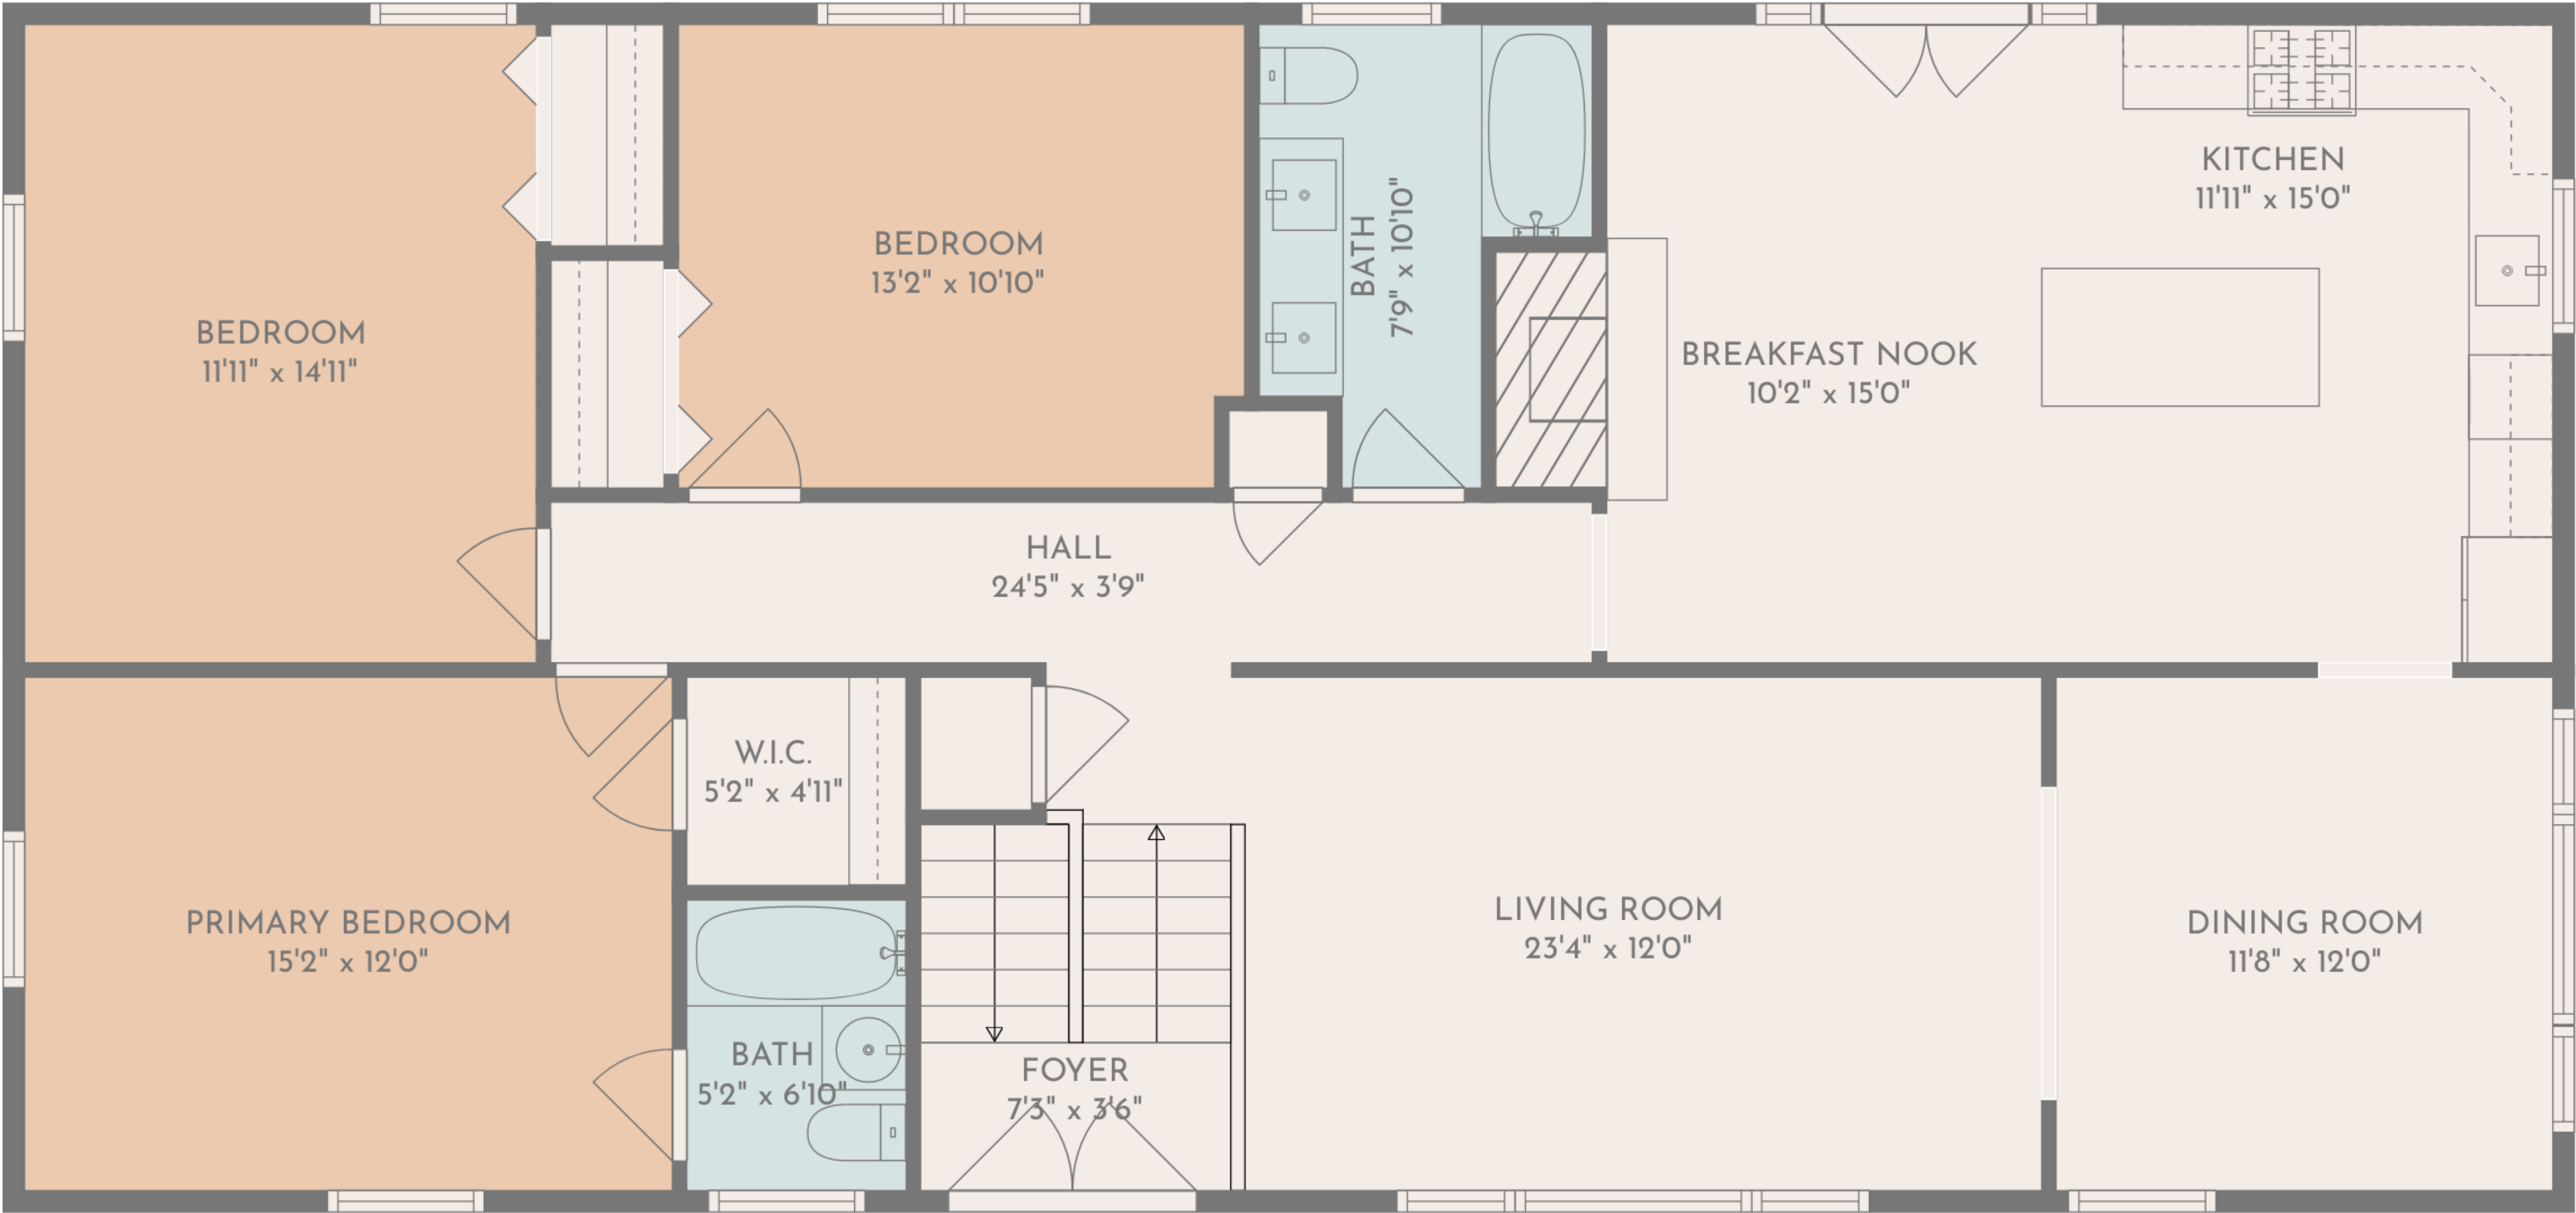 BEDROOM
11'11" x 14'11"
BEDROOM
13'2" x 10'10"
BATH
7'9" x 10'10"
KITCHEN
11'11" x 15'0"
BREAKFAST NOOK
10'2" x 15'0"
HALL
24'5" x 3'9"
W.I.C.
5'2" x 4'11"
PRIMARY BEDROOM
15'2" x 12'0"
BATH
5'2" x 6'10"
FOYER
7'3" x 3'6"
LIVING ROOM
23'4" x 12'0"
DINING ROOM
11'8" x 12'0"